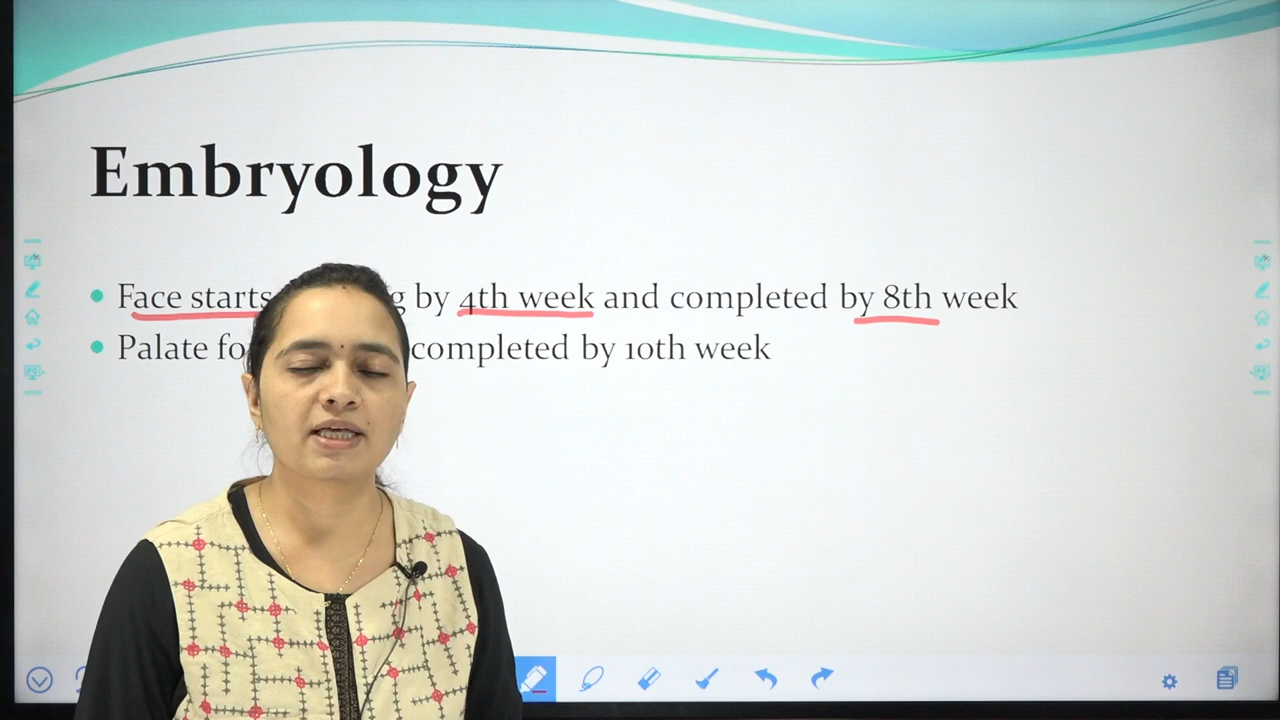 Embryology
Face starts g by 4th week and completed by 8th week
Palate fo completed by 10th week